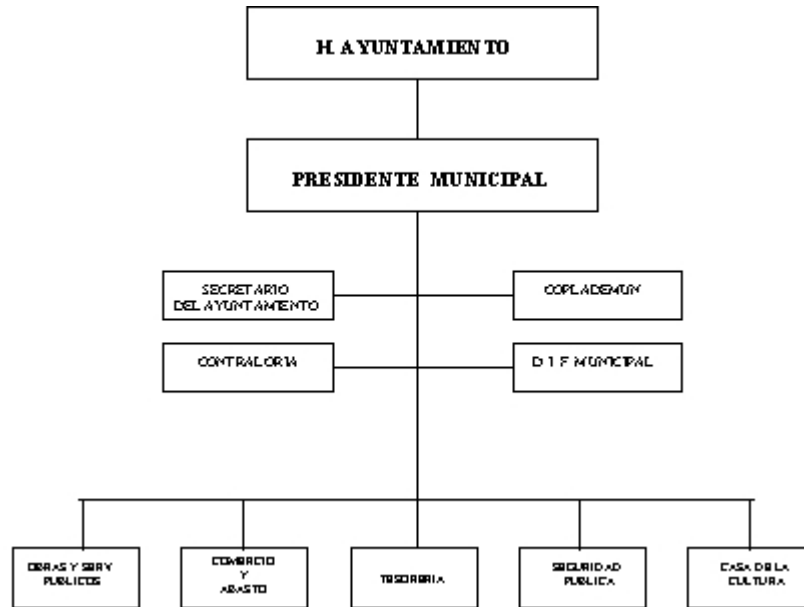 H. AYUNTAMIENTO
PRESIDENTE MUNICIPAL
SECRETARIO
DEL AYUNTAMIENTO
COPLADEMUN
CONTRALORIA
D. I. F. MUNICIPAL
OBRAS Y SERV.
PUBLICOS
COMERCIO
Y
ABASTO
TESORERIA
SEGURIDAD
PUBLICA
CASA DE LA
CULTURA